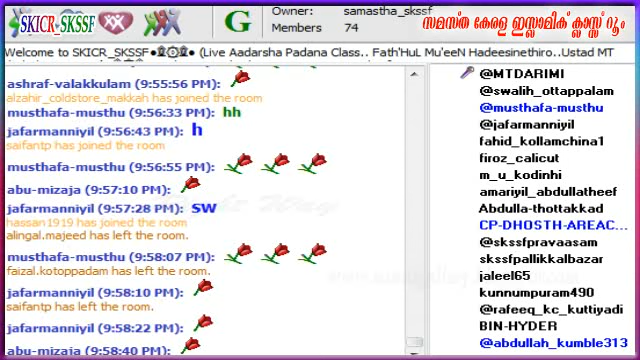 SKICR-SKSSF
G
Owner: samastha_skssf
Members 74
സമസ്ത കേരള ഇസ്ലാമിക് ക്ലാസ്സ് റൂം
Welcome to SKICR_SKSSF (Live Aadarsha Padana Class.. Fath'HuL Mu'eeN Hadeesinethiro..Ustad MT
ashraf-valakkulam (9:55:56 PM):
alzahir_coldstore_makkah has joined the room
musthafa-musthu (9:56:33 PM): hh
jafarmanniyil (9:56:43 PM): h
saifantp has joined the room
musthafa-musthu (9:56:55 PM):
abu-mizaja (9:57:10 PM):
jafarmanniyil (9:57:28 PM): sw
hassan1919 has joined the room
alingal.majeed has left the room.
musthafa-musthu (9:58:07 PM):
faizal.kotoppadam has left the room.
jafarmanniyil (9:58:10 PM):
saifantp has left the room.
jafarmanniyil (9:58:22 PM):
abu-mizaja (9:58:40 PM):
@MTDARIMI
@swalih_ottappalam
@musthafa-musthu
@jafarmanniyil
fahid_kollamchina1
firoz_calicut
m_u_kodinhi
amariyil_abdullatheef
Abdulla-thottakkad
CP-DHOSTH-AREAC...
@skssfpravaasam
skssfpallikkalbazar
jaleel65
kunnumpuram490
@rafeeq_kc_kuttiyadi
BIN-HYDER
@abdullah_kumble313